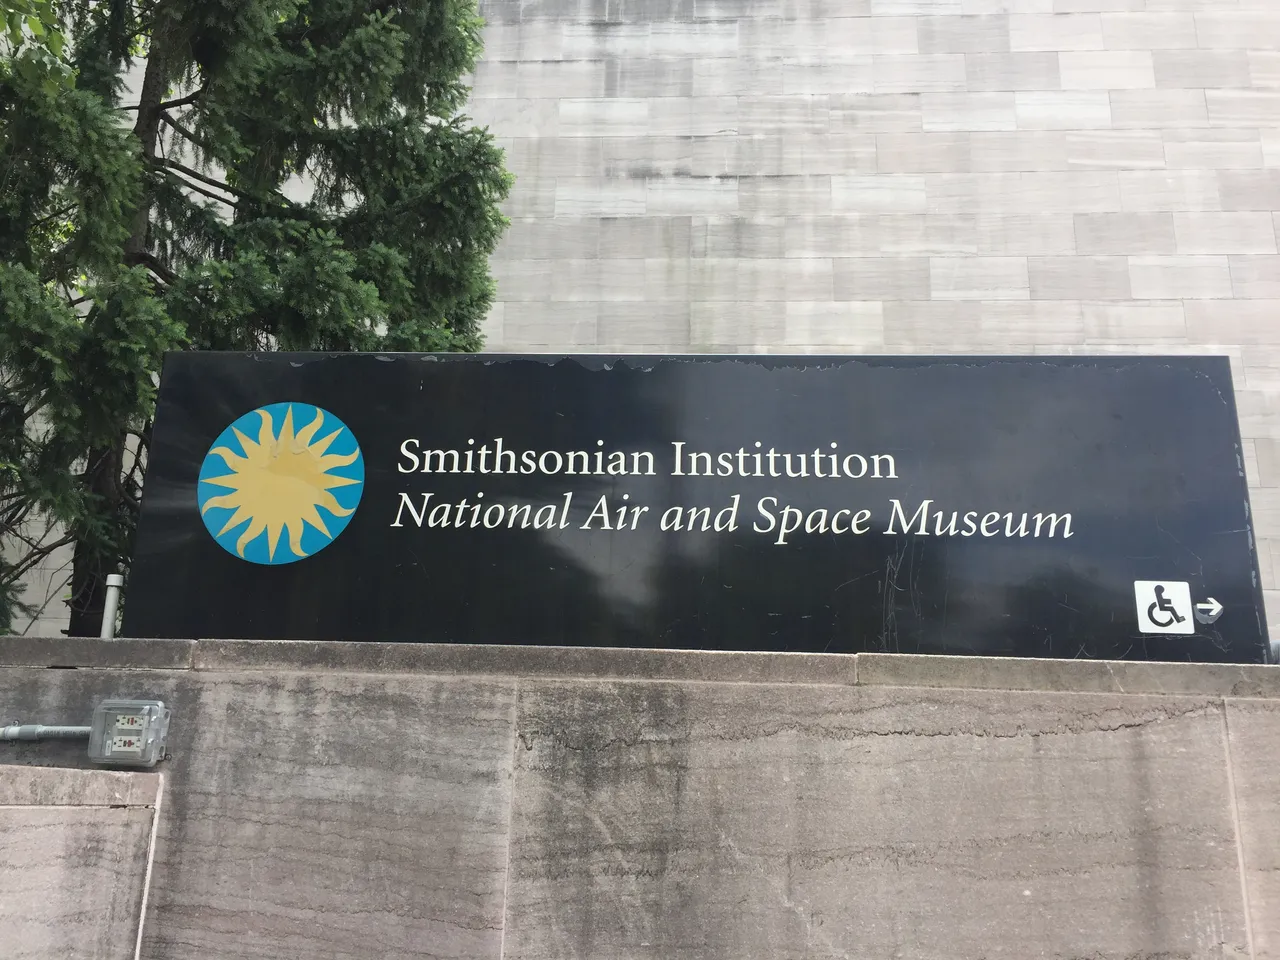 Smithsonian Institution
National Air and Space Museum